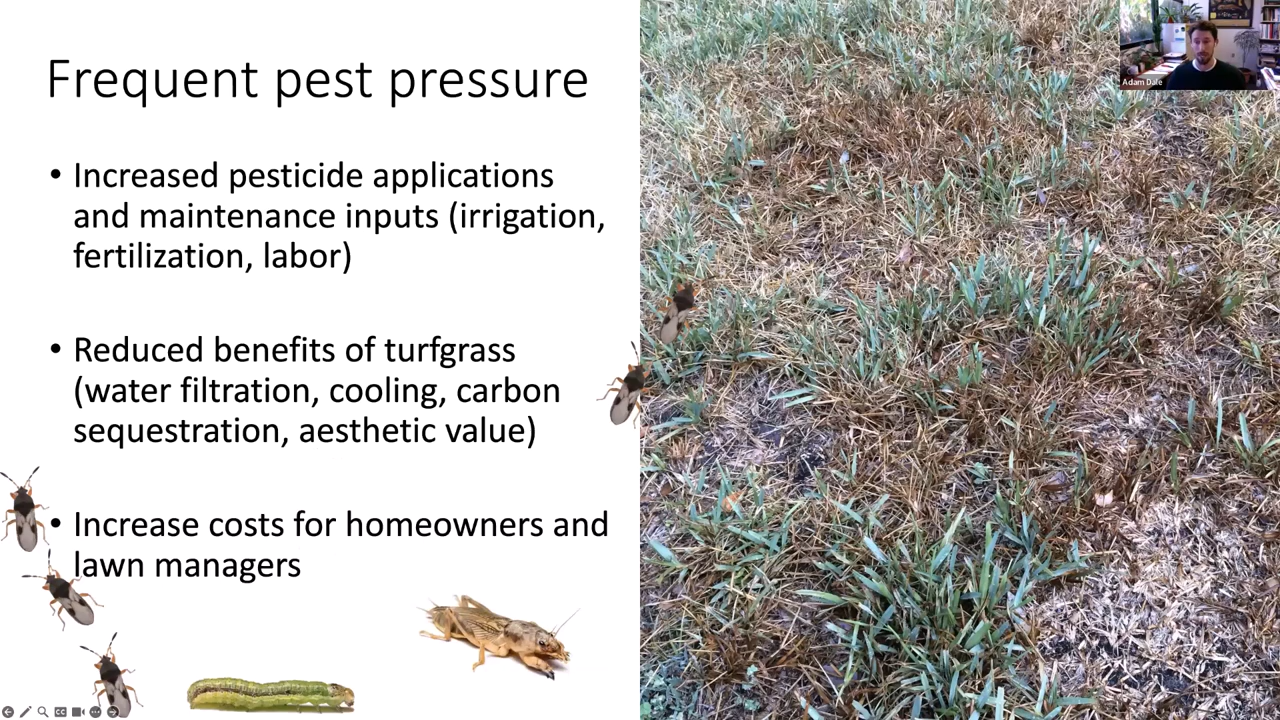 Frequent pest pressure
• Increased pesticide applications
and maintenance inputs (irrigation,
fertilization, labor)
• Reduced benefits of turfgrass
(water filtration, cooling, carbon
sequestration, aesthetic value)
• Increase costs for homeowners and
lawn managers
Adam Dale